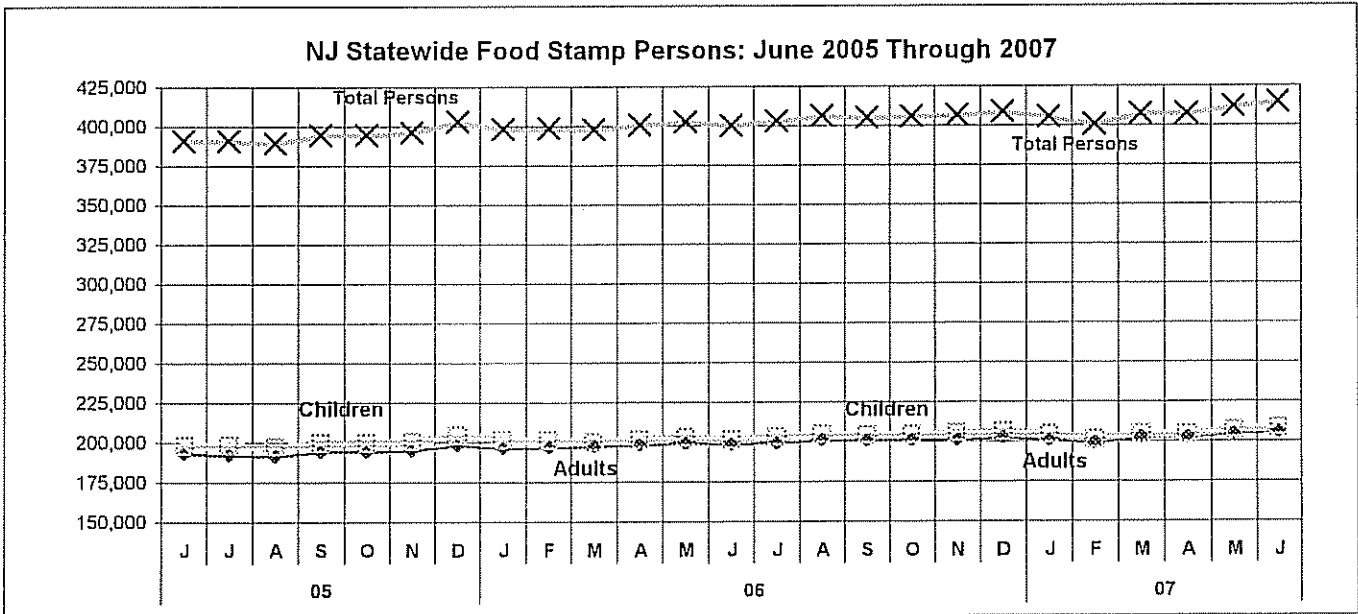 NJ Statewide Food Stamp Persons: June 2005 Through 2007
425,000
Total Persons
400,000
Total Persons
375,000
350,000
325,000
300,000
275,000
250,000
225,000
Children
Children
200,000
Adults
Adults
175,000
150,000
J J A S O N D J F M A M J J A S O N D J F M A M J
05 06 07